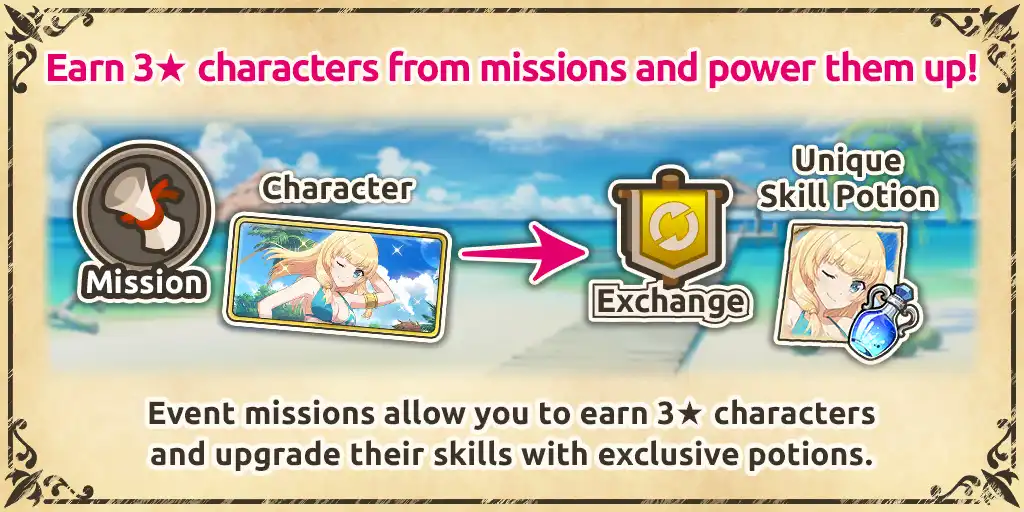 Earn 3★ characters from missions and power them up!
Mission
Character
Exchange
Unique
Skill Potion
Event missions allow you to earn 3★ characters
and upgrade their skills with exclusive potions.